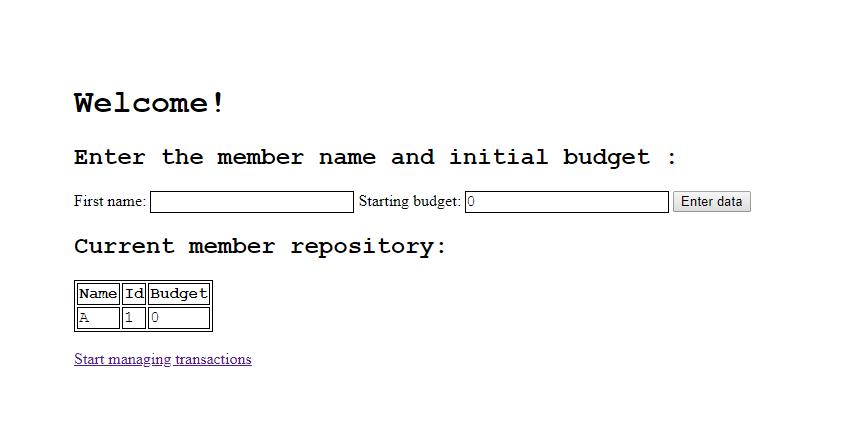 Welcome!
Enter the member name and initial budget :
First name: Starting budget: 0 Enter data
Current member repository:
Name Id Budget
A 1 0
Start managing transactions